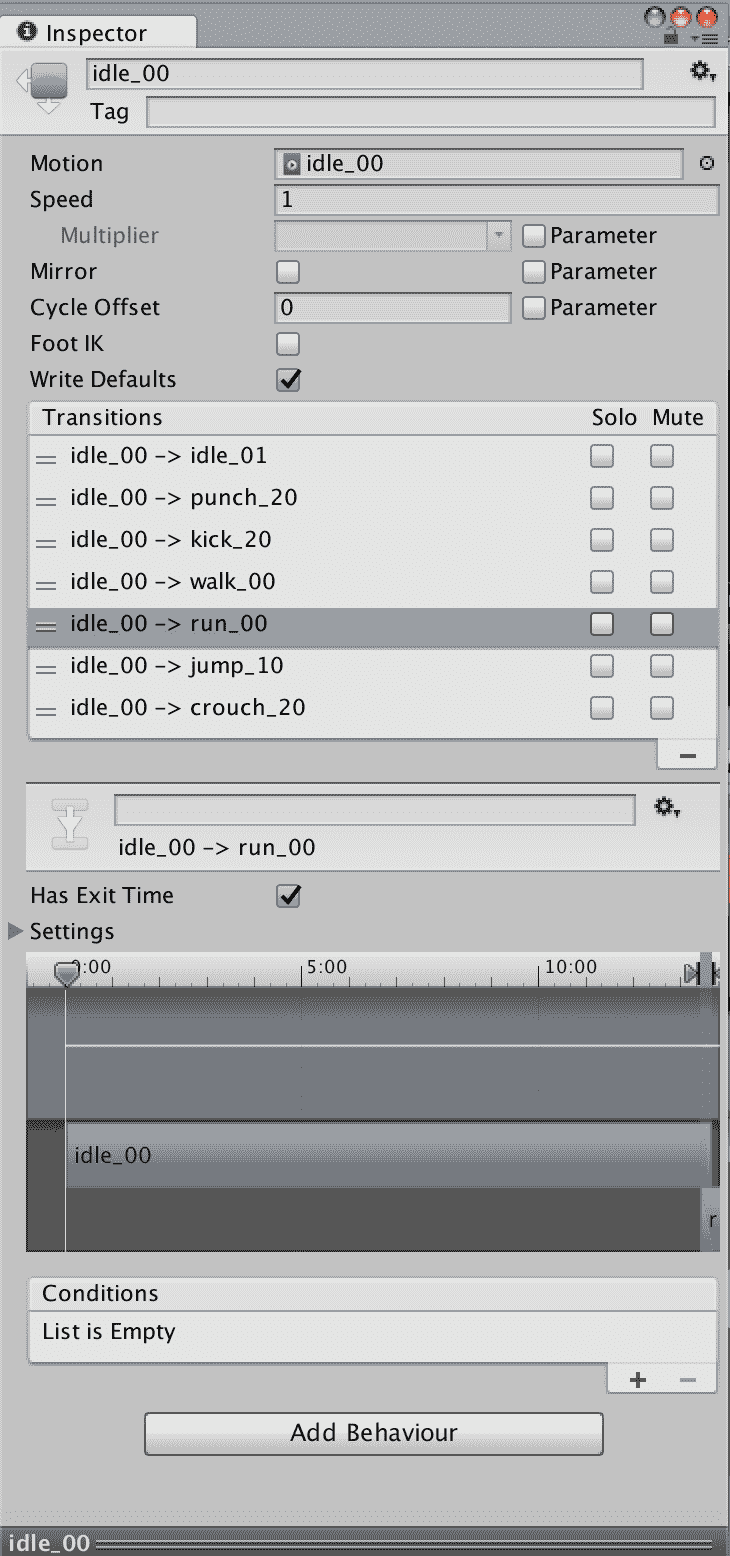 Inspector
idle_00
Tag
Motion idle_00
Speed 1
Multiplier Parameter
Mirror Parameter
Cycle Offset 0 Parameter
Foot IK
Write Defaults
Transitions Solo Mute
idle_00 -> idle_01
idle_00 -> punch_20
idle_00 -> kick_20
idle_00 -> walk_00
idle_00 -> run_00
idle_00 -> jump_10
idle_00 -> crouch_20
idle_00 -> run_00
Has Exit Time
Settings
0:00 5:00 10:00
idle_00
r
Conditions
List is Empty
Add Behaviour
idle_00